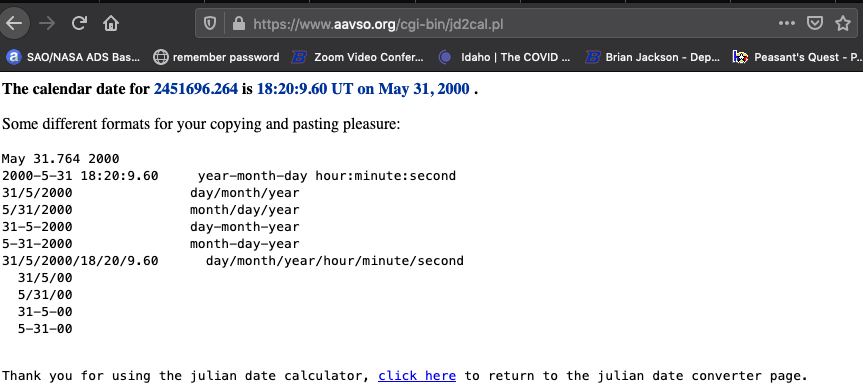 https://www.aavso.org/cgi-bin/jd2cal.pl
SAO/NASA ADS Bas... remember password Zoom Video Confer... Idaho | The COVID ... Brian Jackson - Dep... Peasant's Quest - P...
The calendar date for 2451696.264 is 18:20:9.60 UT on May 31, 2000 .
Some different formats for your copying and pasting pleasure:
May 31.764 2000
2000-5-31 18:20:9.60 year-month-day hour:minute:second
31/5/2000 day/month/year
5/31/2000 month/day/year
31-5-2000 day-month-year
5-31-2000 month-day-year
31/5/2000/18/20/9.60 day/month/year/hour/minute/second
31/5/00
5/31/00
31-5-00
5-31-00
Thank you for using the julian date calculator, click here to return to the julian date converter page.